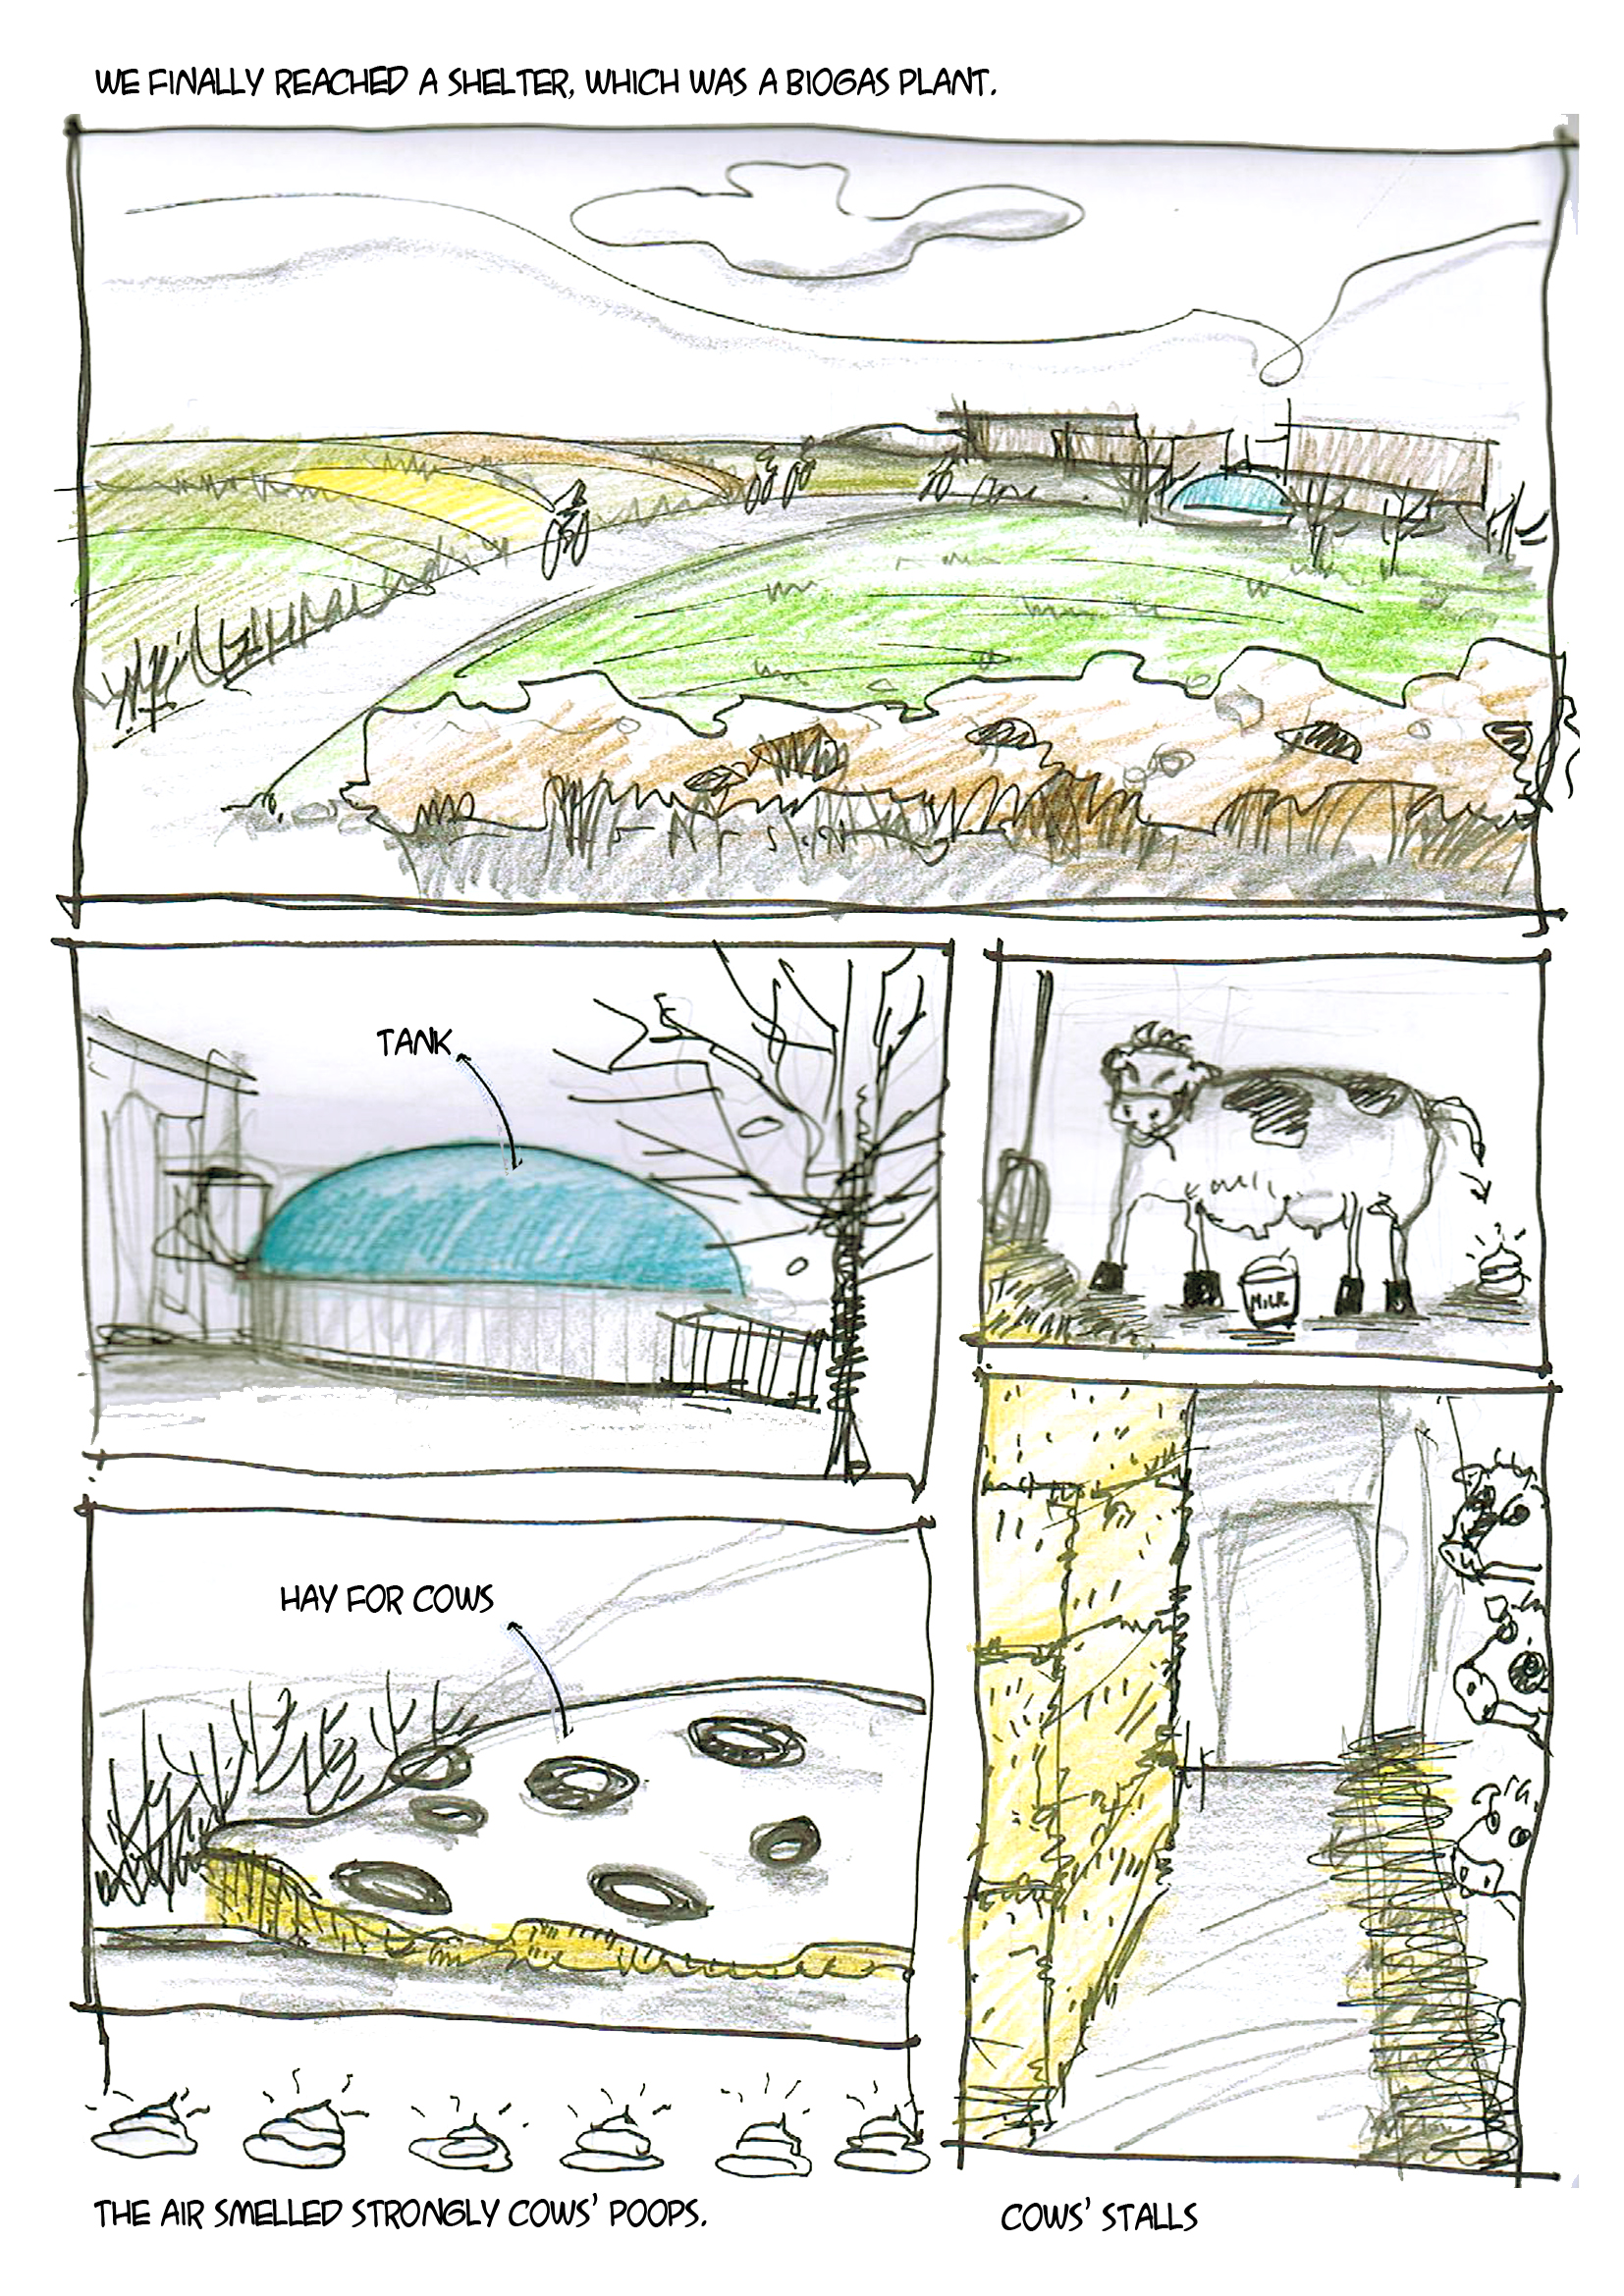 WE FINALLY REACHED A SHELTER, WHICH WAS A BIOGAS PLANT.
TANK
MILK
HAY FOR COWS
THE AIR SMELLED STRONGLY COWS' POOPS.
COWS' STALLS